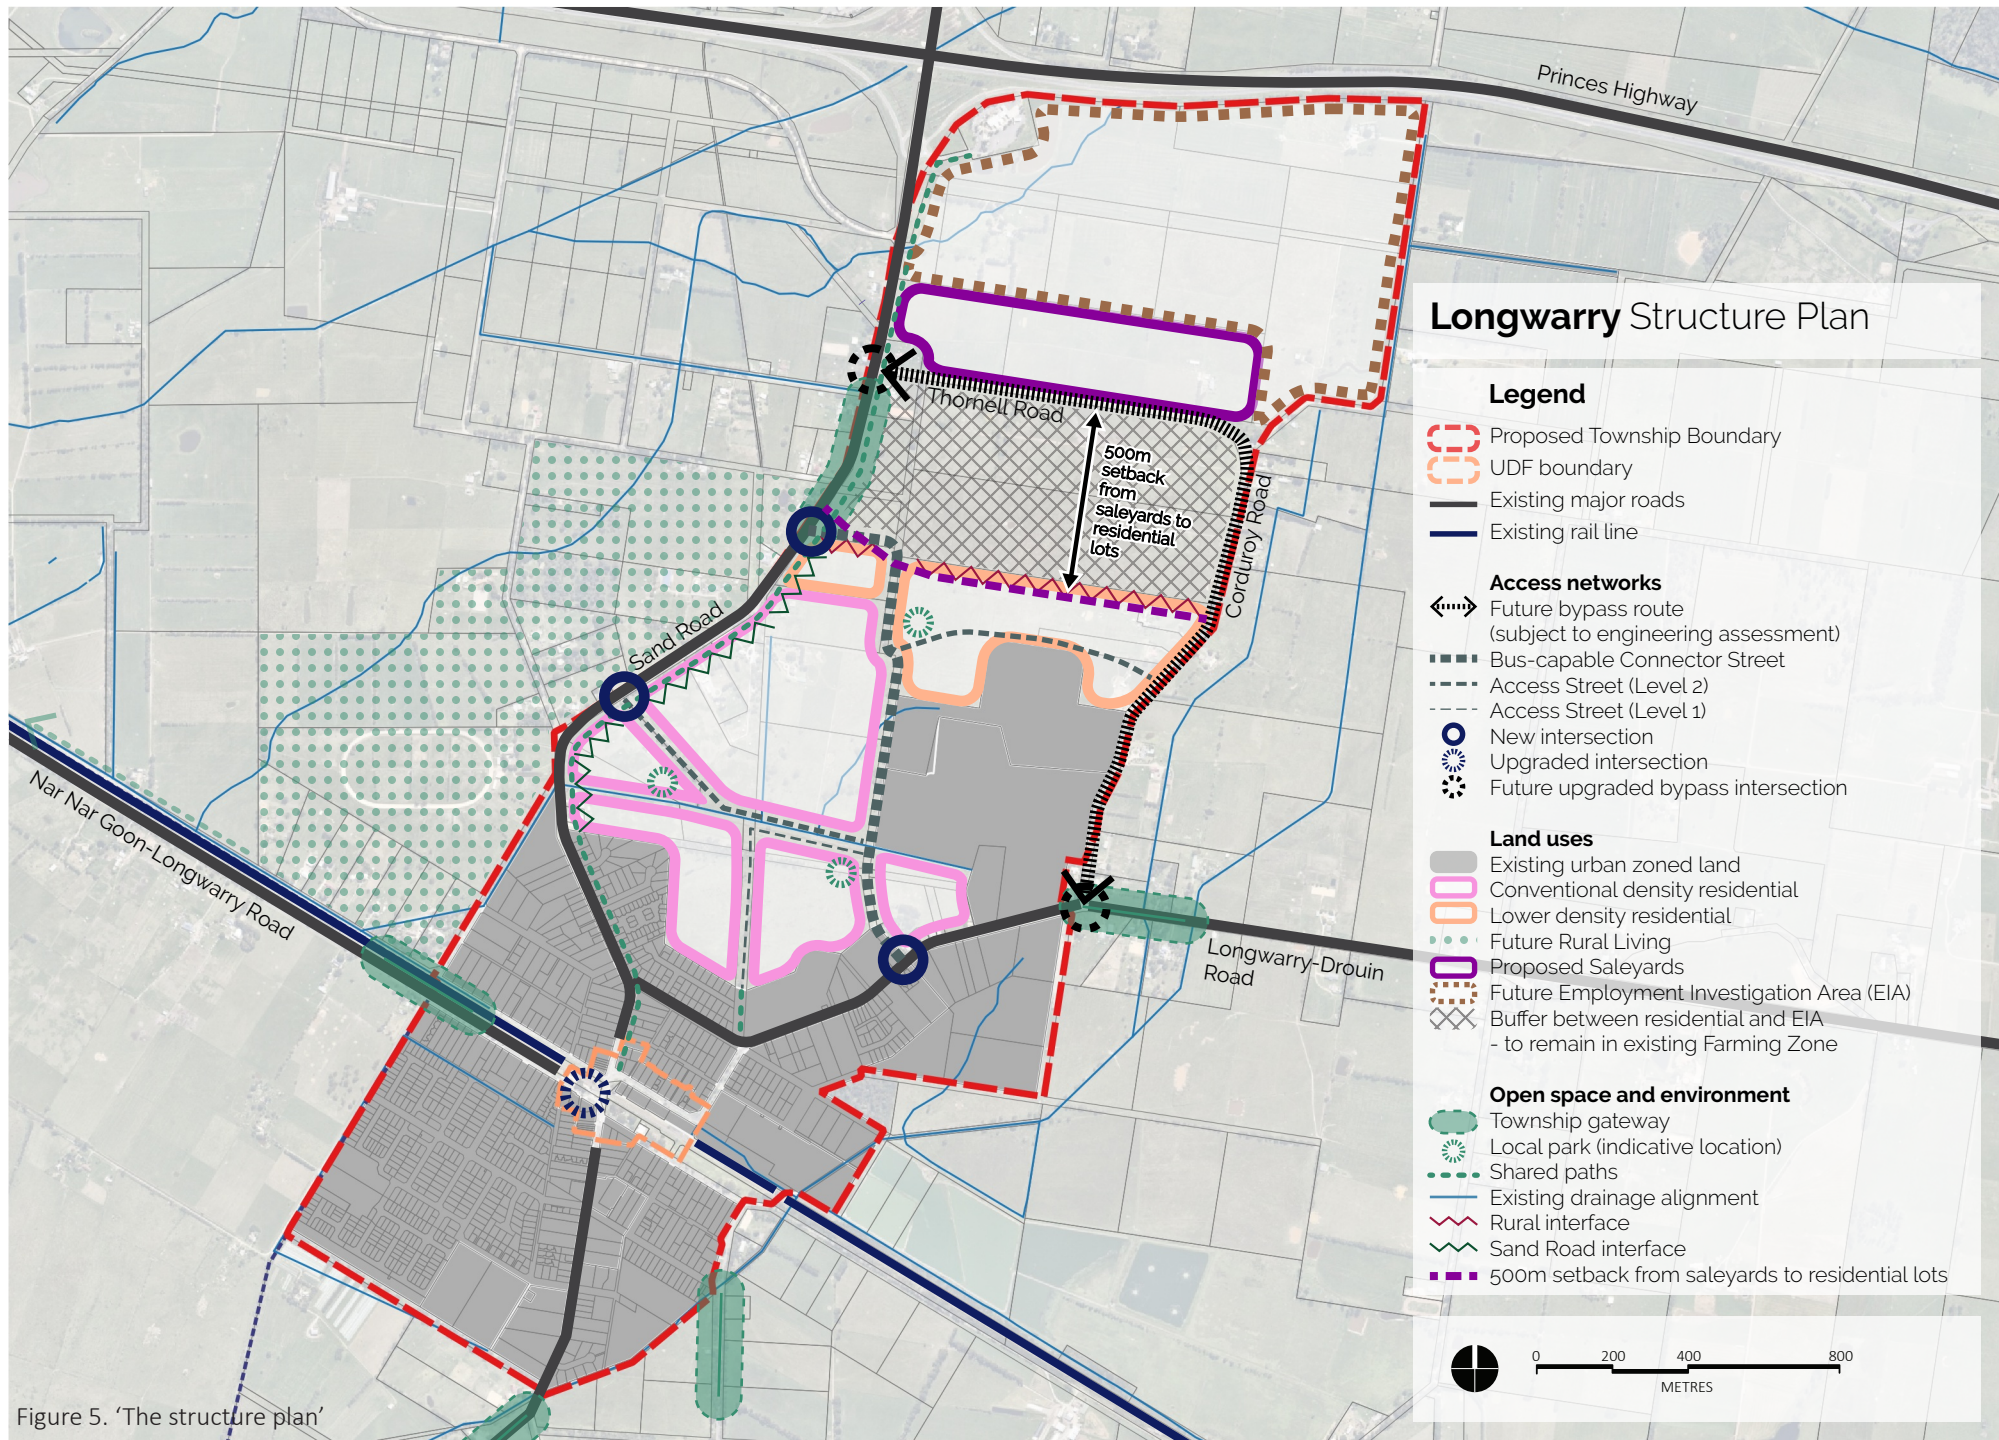 Princes Highway
Longwarry Structure Plan
Legend
Proposed Township Boundary
UDF boundary
Existing major roads
Existing rail line
Access networks
Future bypass route
(subject to engineering assessment)
Bus-capable Connector Street
Access Street (Level 2)
Access Street (Level 1)
New intersection
Upgraded intersection
Future upgraded bypass intersection
Land uses
Existing urban zoned land
Conventional density residential
Lower density residential
Future Rural Living
Proposed Saleyards
Future Employment Investigation Area (EIA)
Buffer between residential and EIA
- to remain in existing Farming Zone
Open space and environment
Township gateway
Local park (indicative location)
Shared paths
Existing drainage alignment
Rural interface
Sand Road interface
500m setback from saleyards to residential lots
0 200 400 800
METRES
Thornell Road
500m
setback
from
saleyards to
residential
lots
Corduroy Road
Sand Road
Nar Nar Goon-Longwarry Road
Longwarry-Drouin
Road
Figure 5. ‘The structure plan’